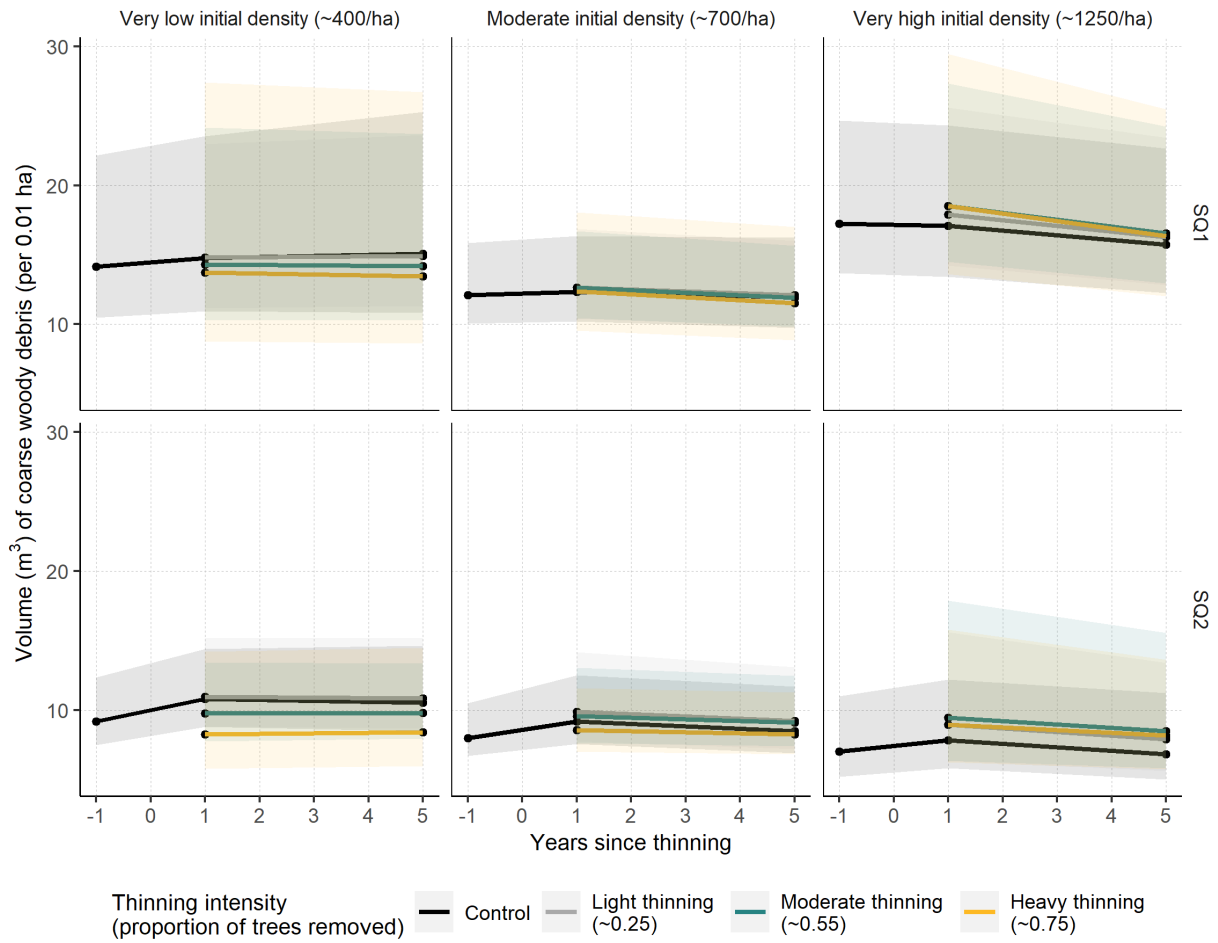 Very low initial density (~400/ha)
Moderate initial density (~700/ha)
Very high initial density (~1250/ha)
Volume (m³) of coarse woody debris (per 0.01 ha)
30
20
10
SQ1
30
20
10
SQ2
-1 0 1 2 3 4 5
-1 0 1 2 3 4 5
-1 0 1 2 3 4 5
Years since thinning
Thinning intensity
(proportion of trees removed)
Control
Light thinning
(~0.25)
Moderate thinning
(~0.55)
Heavy thinning
(~0.75)